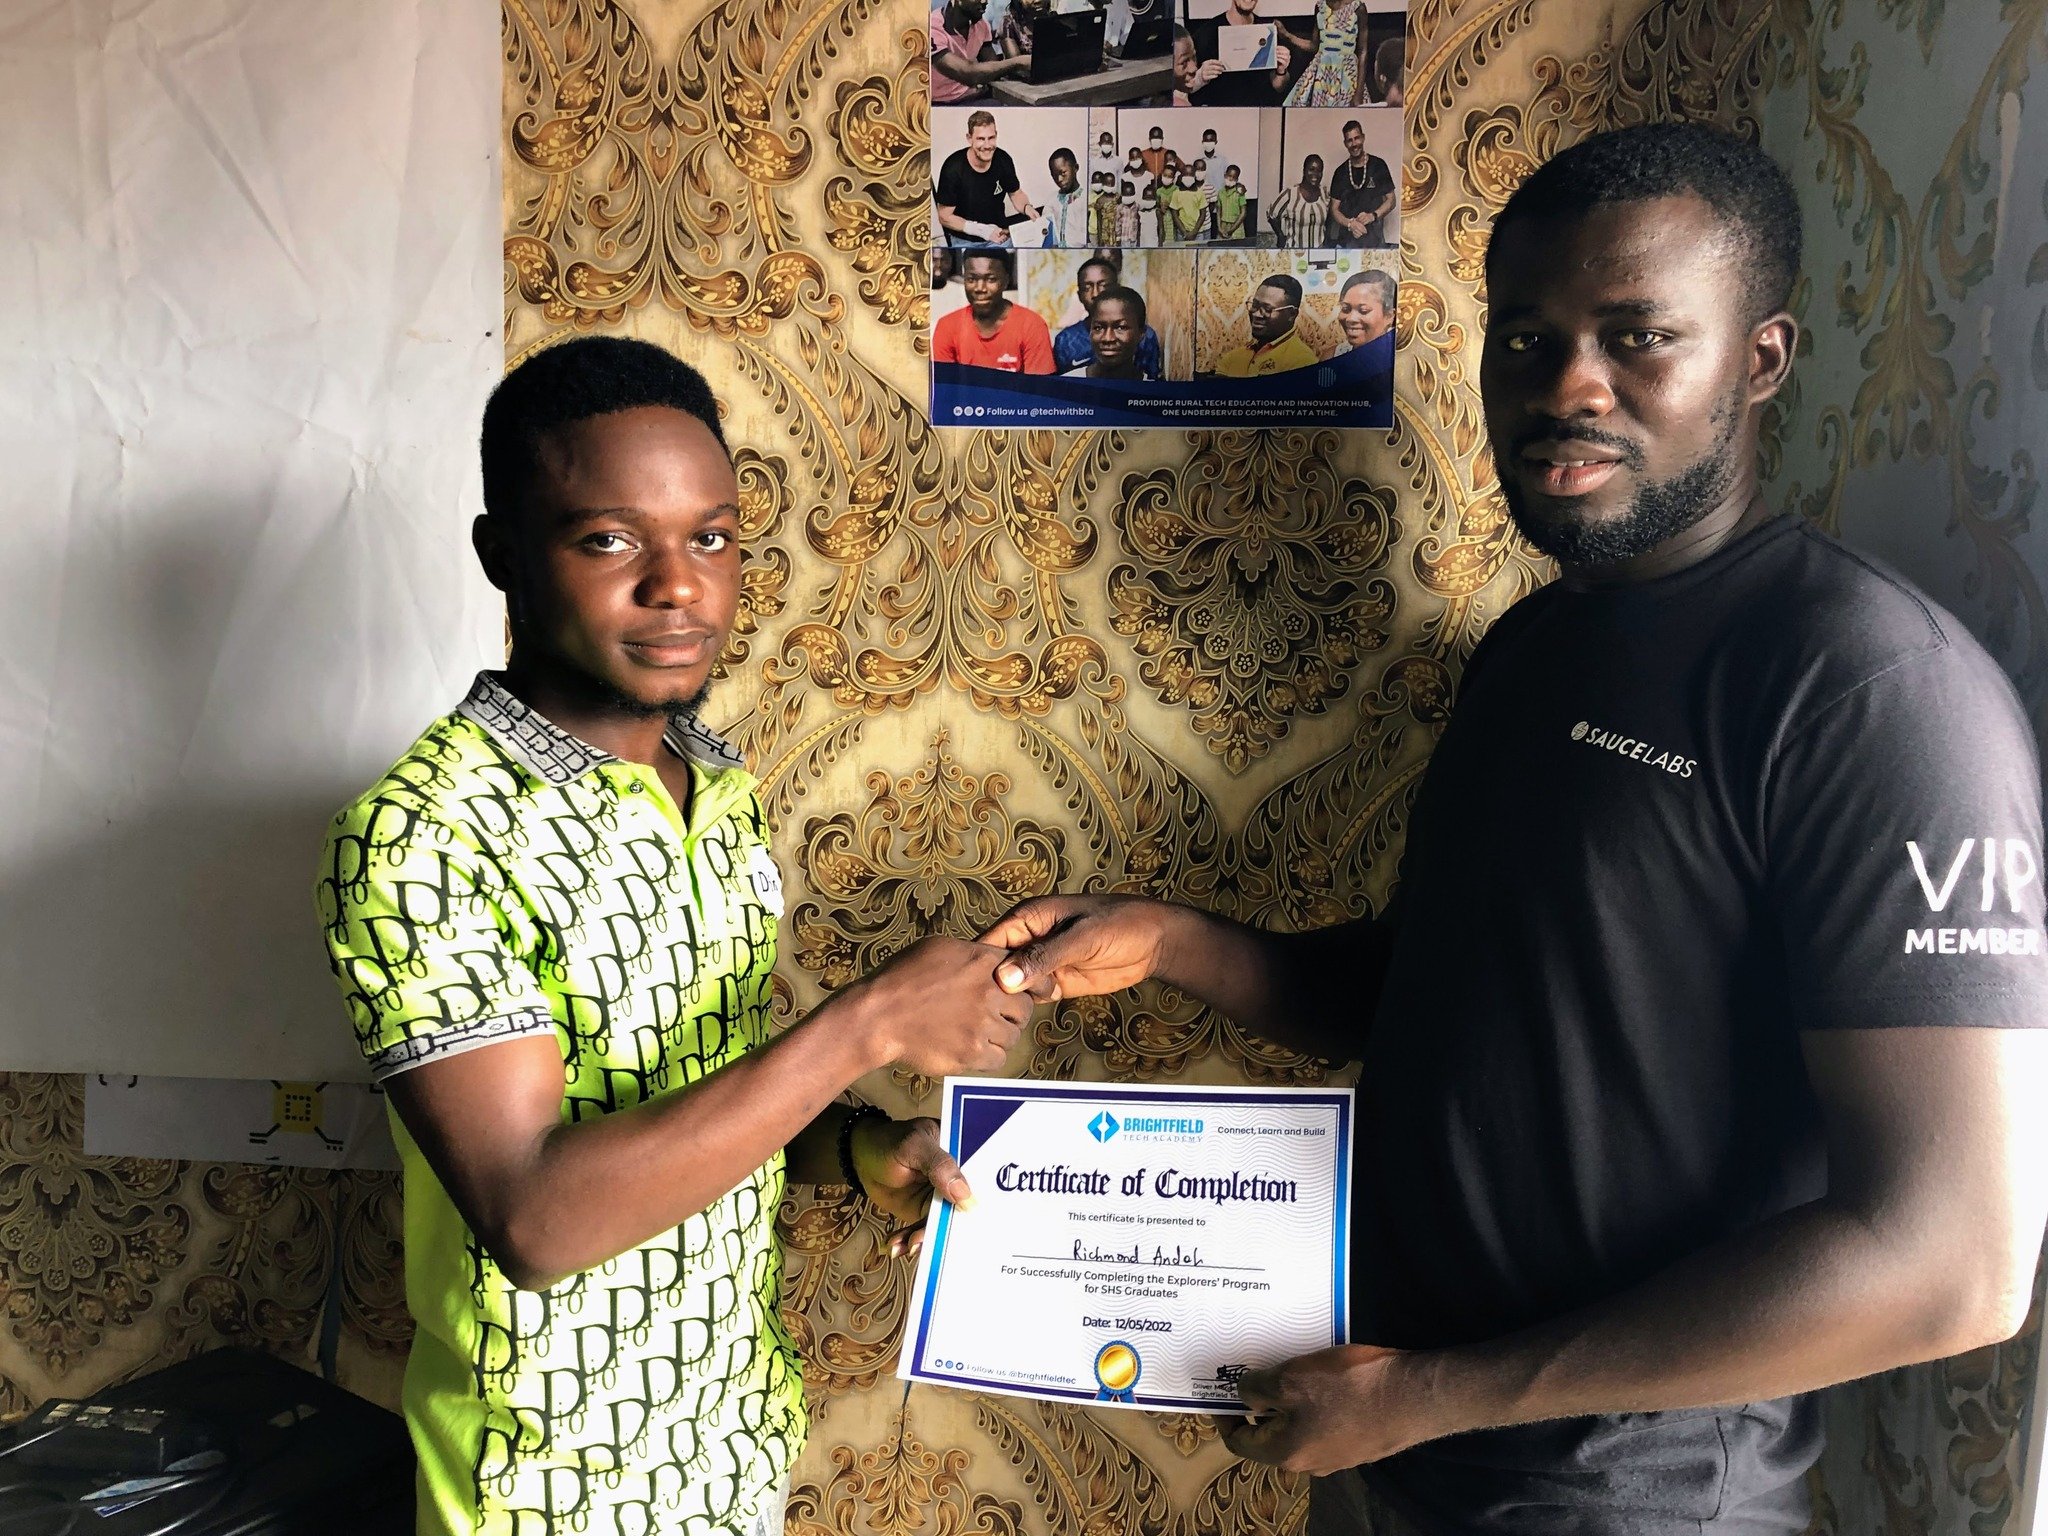 Follow us @techwithbta
PROVIDING RURAL TECH EDUCATION AND INNOVATION HUB,
ONE UNDERSERVED COMMUNITY AT A TIME.
SAUCELABS
VIP
MEMBER
BRIGHTFIELD
TECH ACADEMY
Connect, Learn and Build
Certificate of Completion
This certificate is presented to
Richmond Andoh
For Successfully Completing the Explorers' Program
for SHS Graduates
Date: 12/05/2022
Follow us @brightfieldtec
Brightfield
Dior